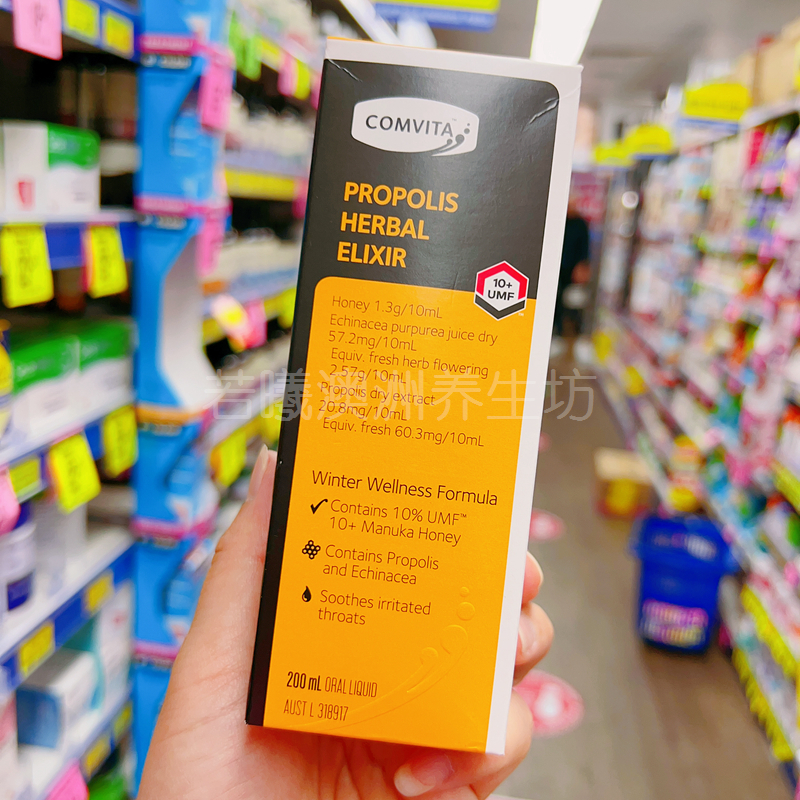 COMVITA
PROPOLIS
HERBAL
ELIXIR
10+
UMF™
Honey 1.3g/10mL
Echinacea purpurea juice dry
57.2mg/10mL
Equiv. fresh herb flowering
2.57g/10mL
Propolis dry extract
20.8mg/10mL
Equiv. fresh 60.3mg/10mL
若曦澳洲养生坊
Winter Wellness Formula
Contains 10% UMF™
10+ Manuka Honey
Contains Propolis
and Echinacea
Soothes irritated
throats
200 mL ORAL LIQUID
AUST L 318917